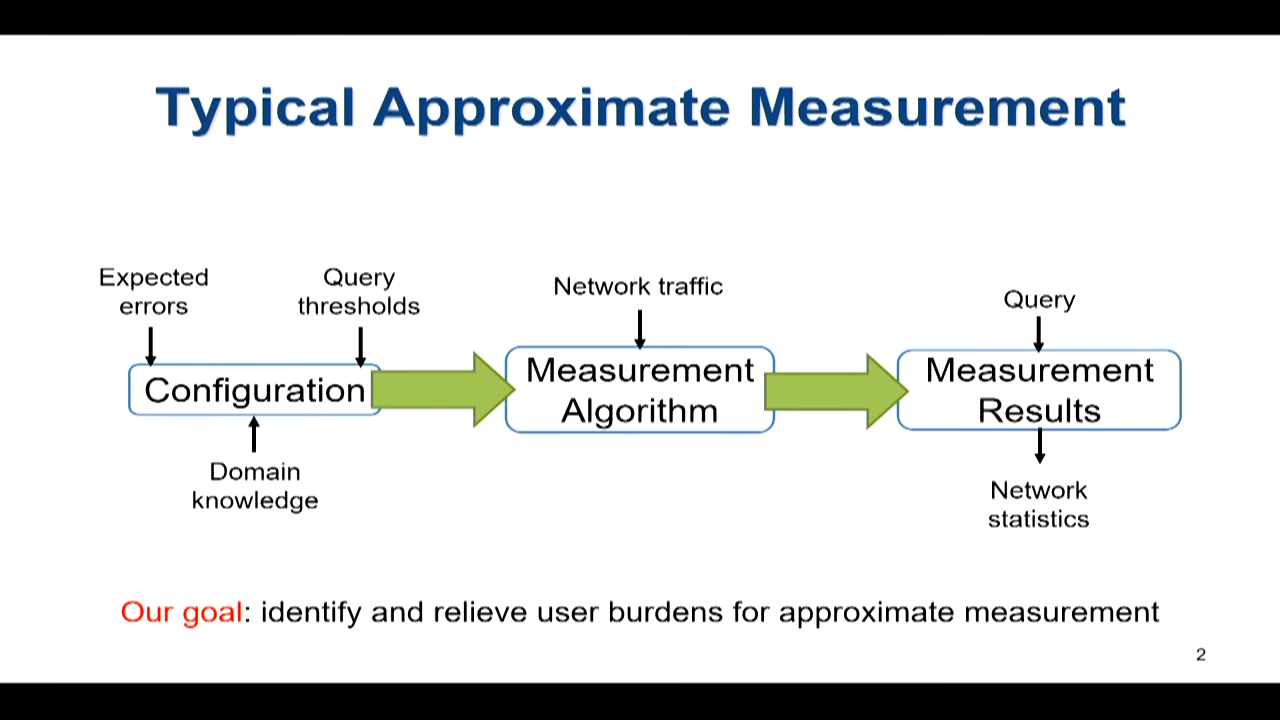 Typical Approximate Measurement
Expected
errors
Query
thresholds
Configuration
Domain
knowledge
Network traffic
Measurement
Algorithm
Query
Measurement
Results
Network
statistics
Our goal: identify and relieve user burdens for approximate measurement
2